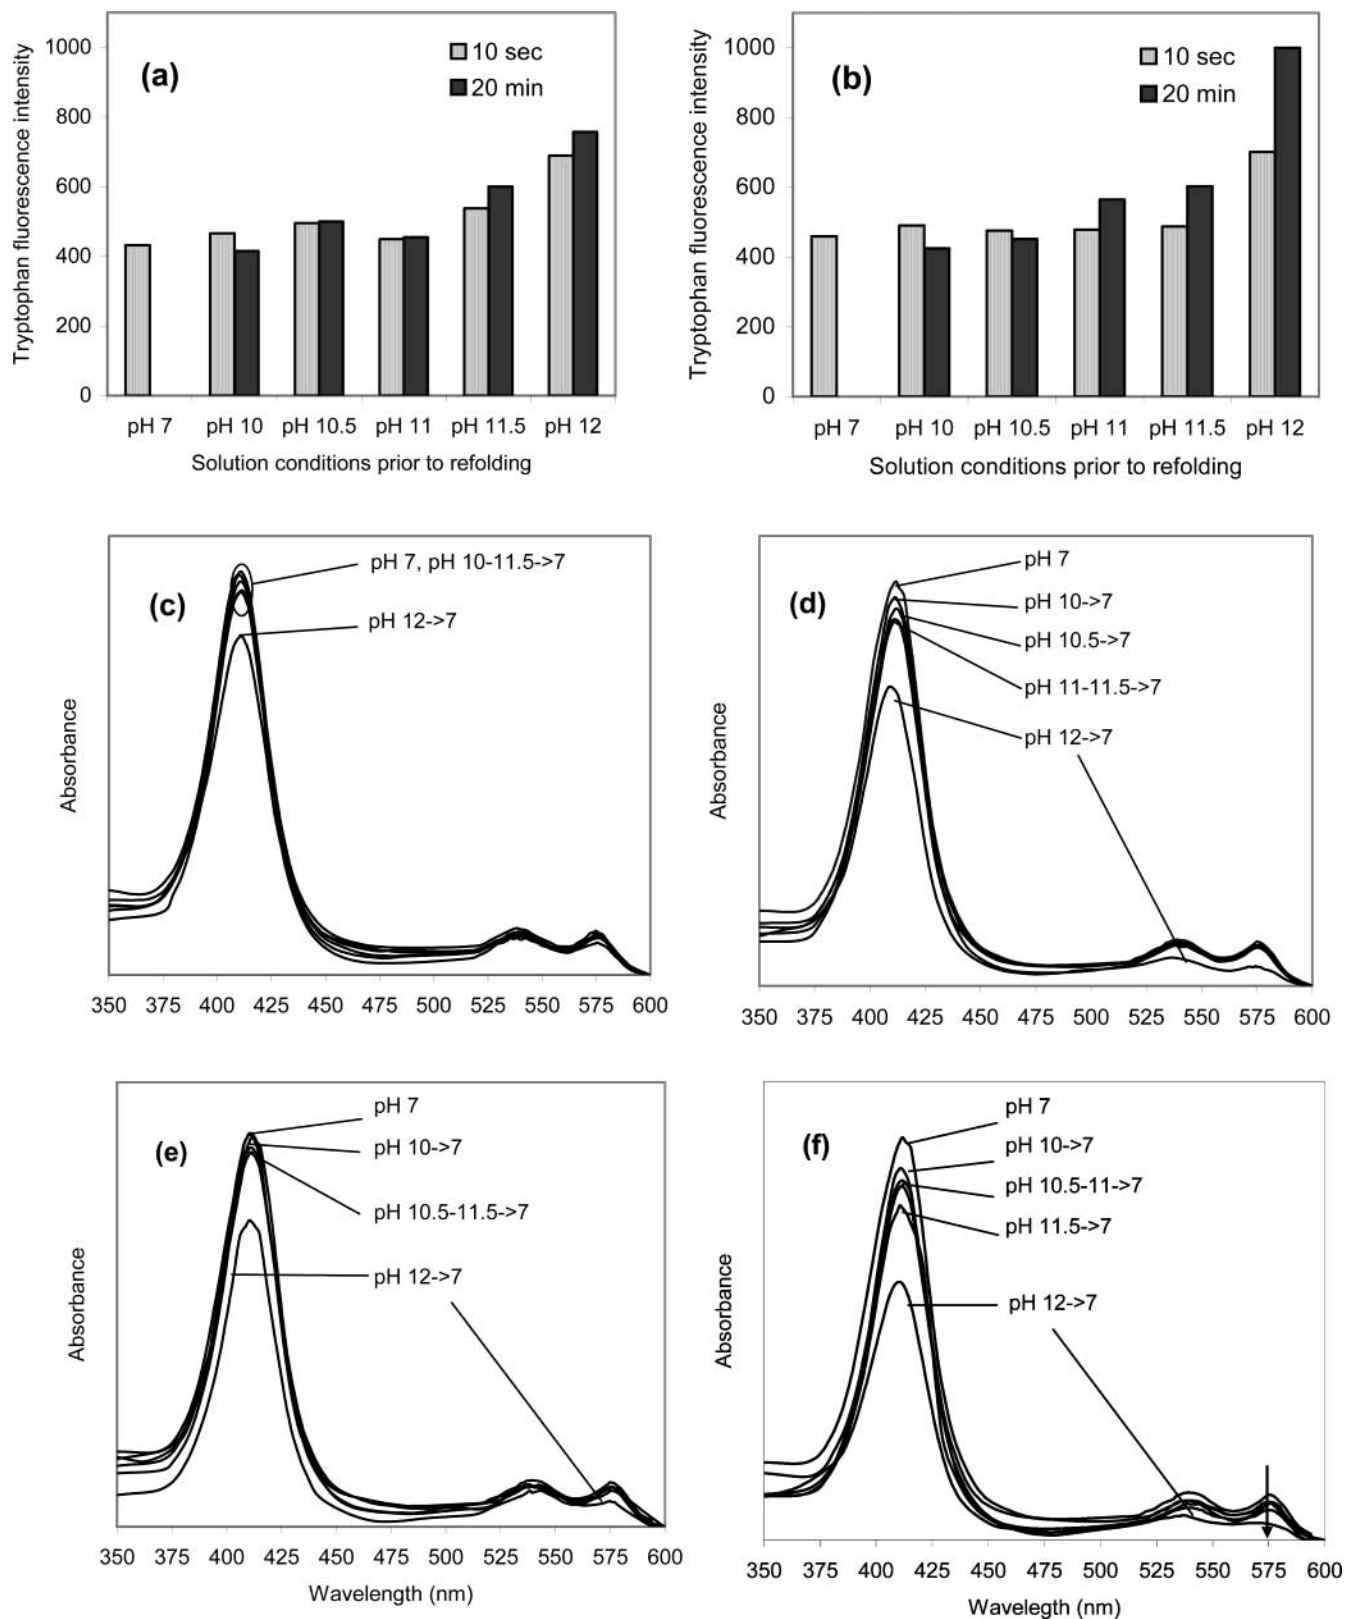 (a)
10 sec
20 min
Tryptophan fluorescence intensity
1000
800
600
400
200
0
pH 7 pH 10 pH 10.5 pH 11 pH 11.5 pH 12
Solution conditions prior to refolding
(b)
10 sec
20 min
Tryptophan fluorescence intensity
1000
800
600
400
200
0
pH 7 pH 10 pH 10.5 pH 11 pH 11.5 pH 12
Solution conditions prior to refolding
(c)
pH 7, pH 10-11.5->7
pH 12->7
Absorbance
350 375 400 425 450 475 500 525 550 575 600
(d)
pH 7
pH 10->7
pH 10.5->7
pH 11-11.5->7
pH 12->7
Absorbance
350 375 400 425 450 475 500 525 550 575 600
(e)
pH 7
pH 10->7
pH 10.5-11.5->7
pH 12->7
Absorbance
350 375 400 425 450 475 500 525 550 575 600
Wavelength (nm)
(f)
pH 7
pH 10->7
pH 10.5-11->7
pH 11.5->7
pH 12->7
Absorbance
350 375 400 425 450 475 500 525 550 575 600
Wavelegth (nm)